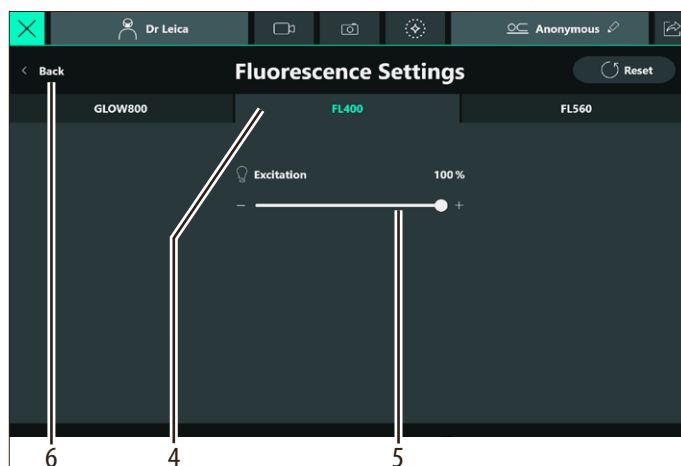 Dr Leica
Anonymous
Back
Fluorescence Settings
Reset
GLOW800
FL400
FL560
Excitation 100 %
− +
6 4 5